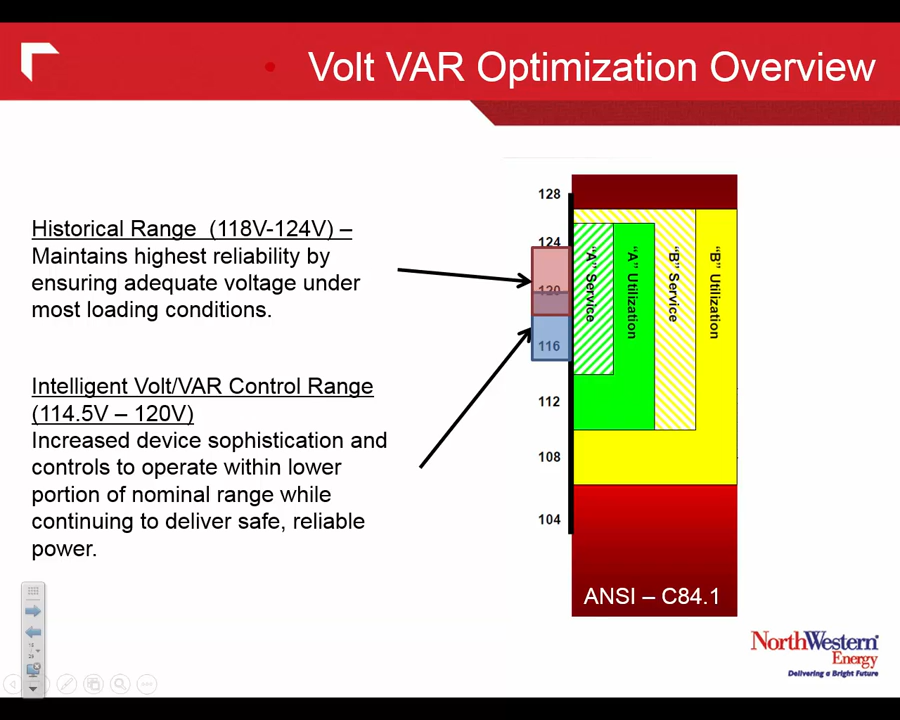 Volt VAR Optimization Overview
Historical Range (118V-124V) –
Maintains highest reliability by
ensuring adequate voltage under
most loading conditions.
Intelligent Volt/VAR Control Range
(114.5V – 120V)
Increased device sophistication and
controls to operate within lower
portion of nominal range while
continuing to deliver safe, reliable
power.
128
124
120
116
112
108
104
"A" Service
"A" Utilization
"B" Service
"B" Utilization
ANSI – C84.1
NorthWestern
Energy
Delivering a Bright Future